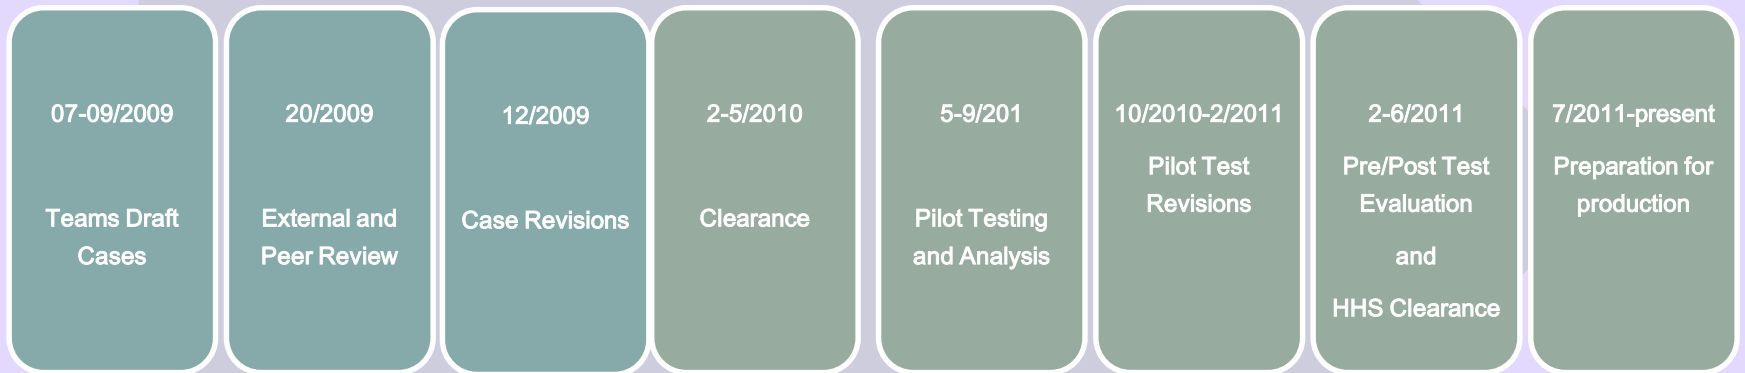 07-09/2009
Teams Draft
Cases
20/2009
External and
Peer Review
12/2009
Case Revisions
2-5/2010
Clearance
5-9/201
Pilot Testing
and Analysis
10/2010-2/2011
Pilot Test
Revisions
2-6/2011
Pre/Post Test
Evaluation
and
HHS Clearance
7/2011-present
Preparation for
production